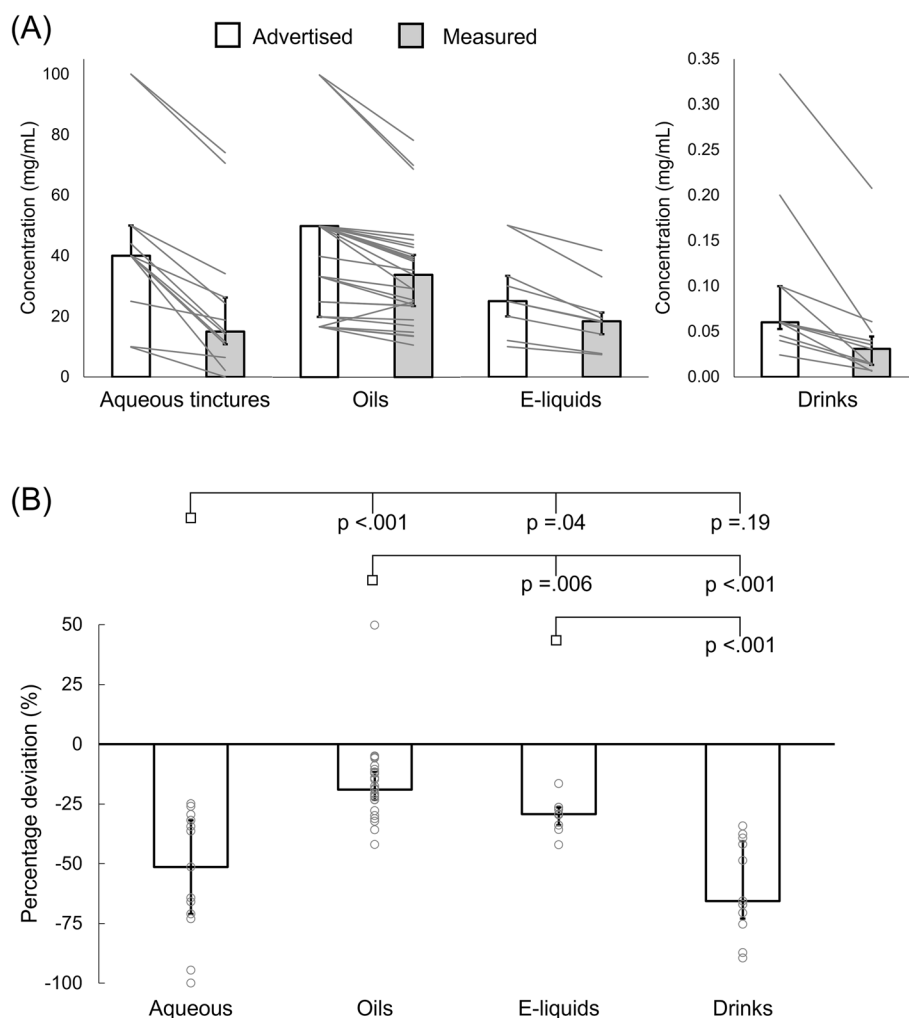 (A)
Advertised Measured
Concentration (mg/mL)
100
80
60
40
20
0
Aqueous tinctures Oils E-liquids
Concentration (mg/mL)
0.35
0.30
0.25
0.20
0.15
0.10
0.05
0.00
Drinks
(B)
p <.001 p =.04 p =.19
p =.006 p <.001
p <.001
Percentage deviation (%)
50
25
0
-25
-50
-75
-100
Aqueous Oils E-liquids Drinks